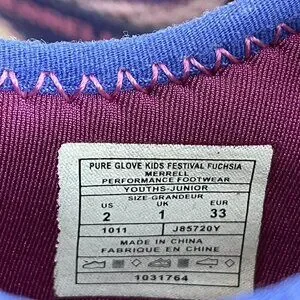 PURE GLOVE KIDS FESTIVAL FUCHSIA
MERRELL
PERFORMANCE FOOTWEAR
YOUTHS-JUNIOR
SIZE-GRANDEUR
US UK EUR
2 1 33
1011 J85720Y
MADE IN CHINA
FABRIQUÉ EN CHINE
1031764